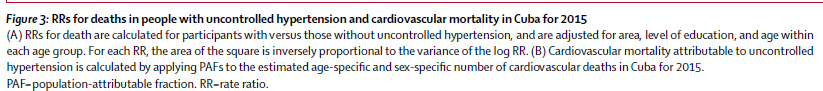 Figure 3: RRs for deaths in people with uncontrolled hypertension and cardiovascular mortality in Cuba for 2015
(A) RRs for death are calculated for participants with versus those without uncontrolled hypertension, and are adjusted for area, level of education, and age within
each age group. For each RR, the area of the square is inversely proportional to the variance of the log RR. (B) Cardiovascular mortality attributable to uncontrolled
hypertension is calculated by applying PAFs to the estimated age-specific and sex-specific number of cardiovascular deaths in Cuba for 2015.
PAF=population-attributable fraction. RR=rate ratio.